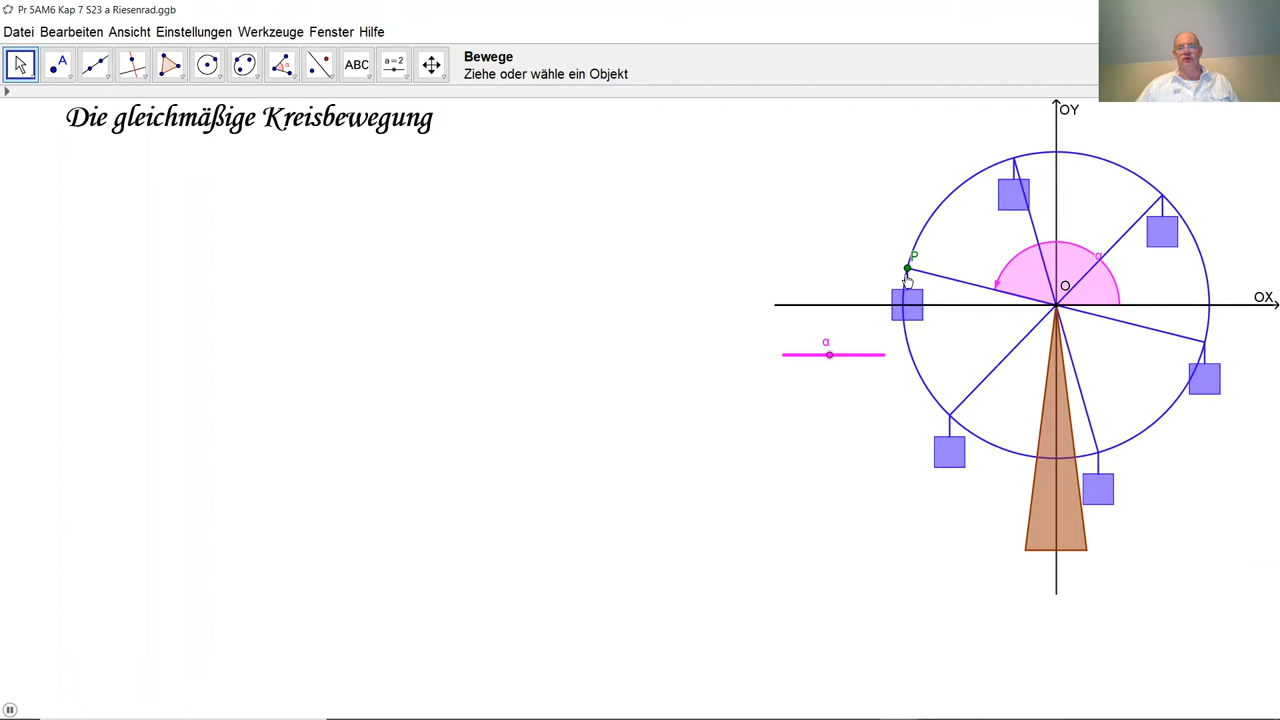 Pr 5AM6 Kap 7 S23 a Riesenrad.ggb
Datei Bearbeiten Ansicht Einstellungen Werkzeuge Fenster Hilfe
A
α
ABC
a=2
Bewege
Ziehe oder wähle ein Objekt
Die gleichmäßige Kreisbewegung
OY
P
α
O
OX
α